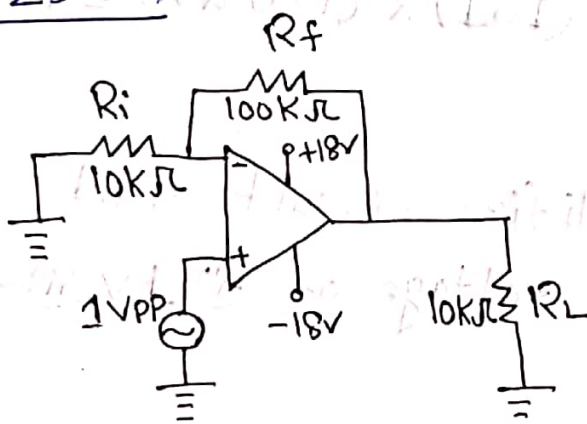 Rf
100KΩ
Ri
10KΩ
+18v
-
+
1VPP
-18v
10KΩ RL